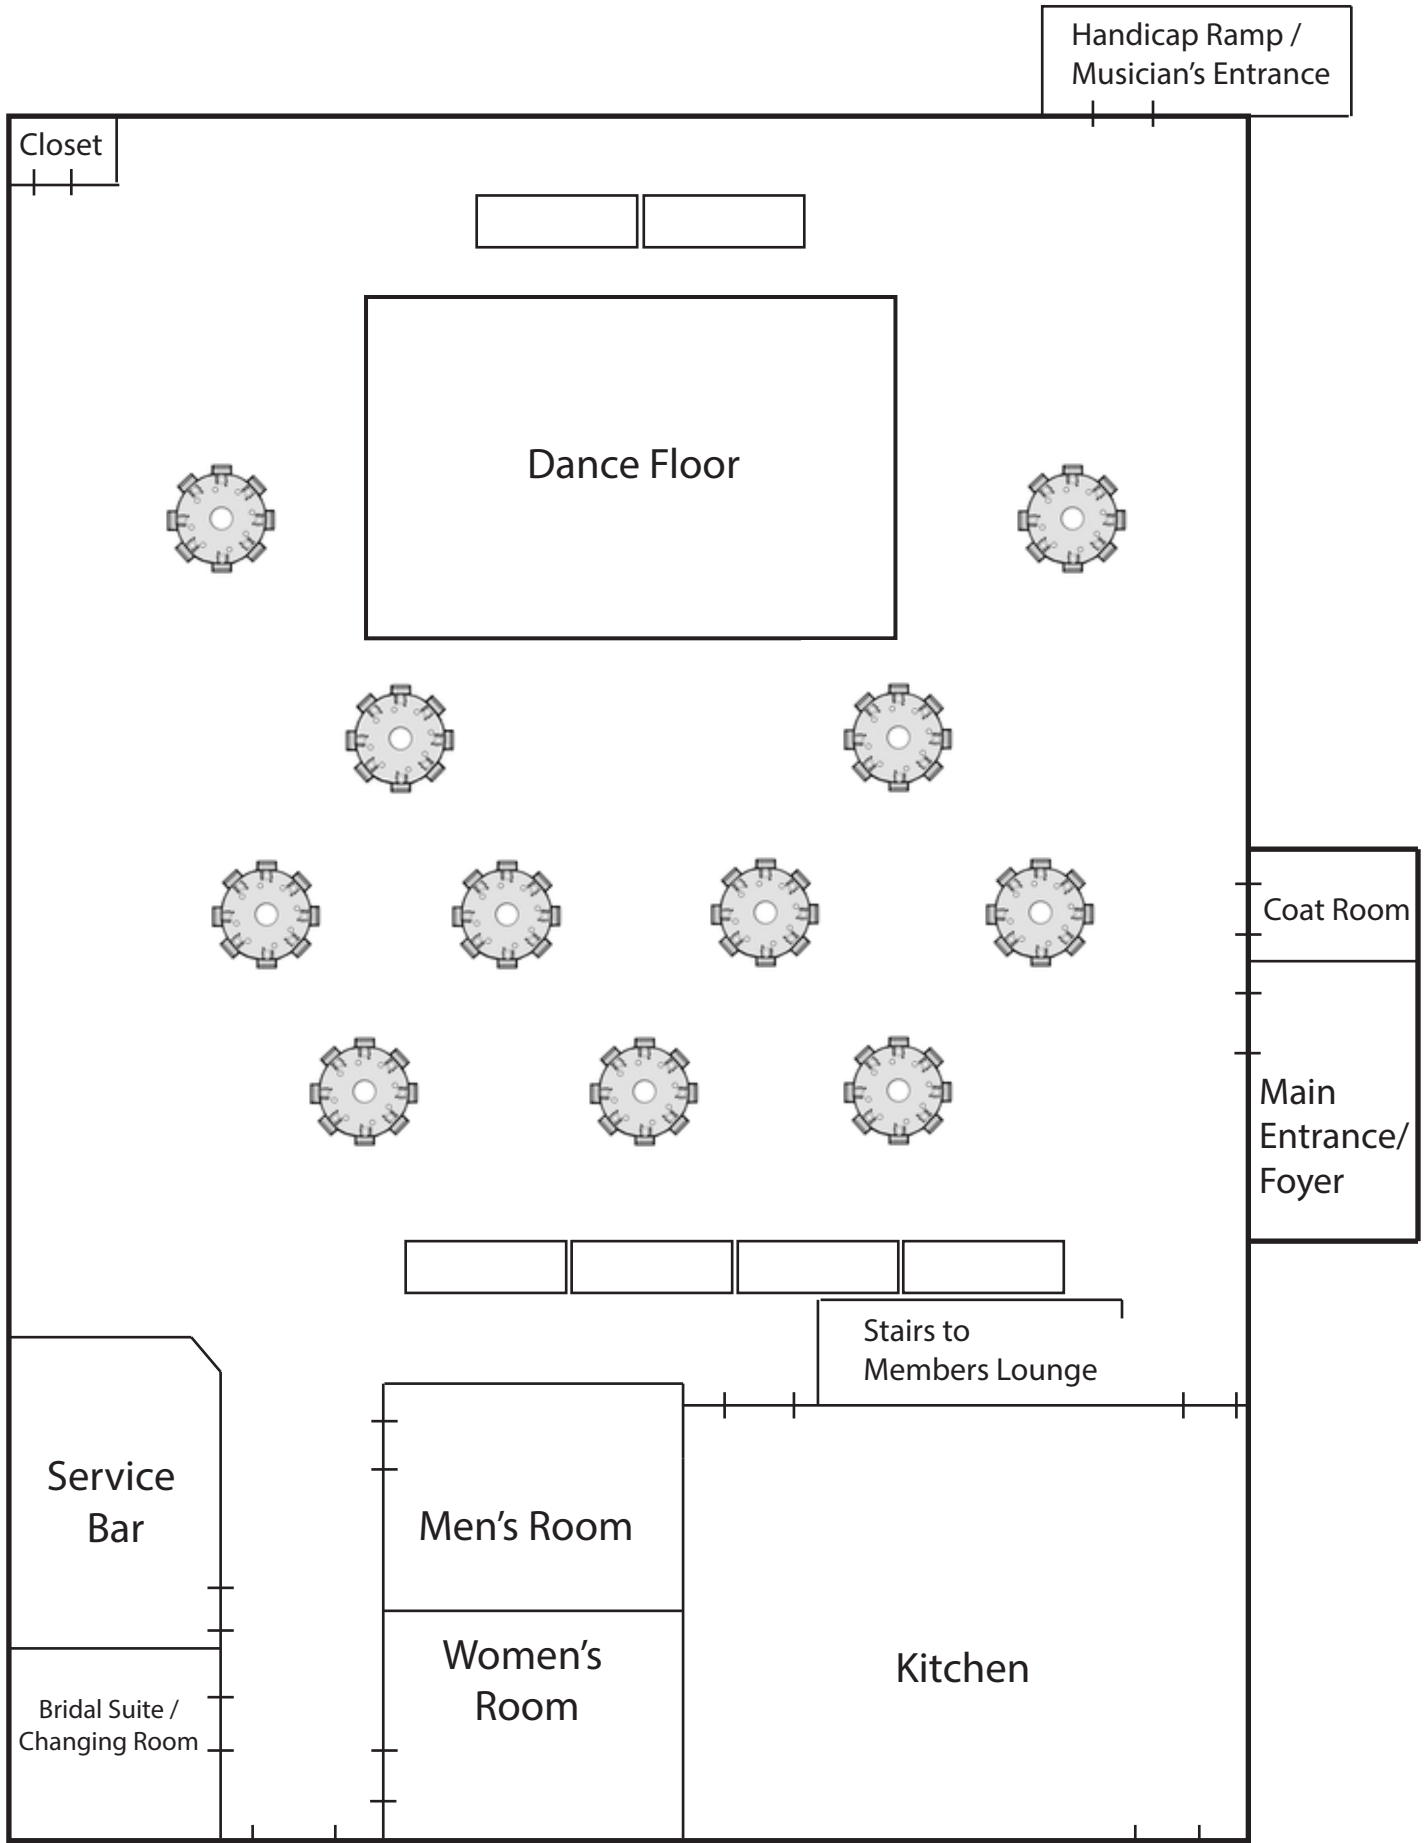 Handicap Ramp /
Musician's Entrance
Closet
Dance Floor
Coat Room
Main
Entrance/
Foyer
Stairs to
Members Lounge
Service
Bar
Men's Room
Women's
Room
Kitchen
Bridal Suite /
Changing Room